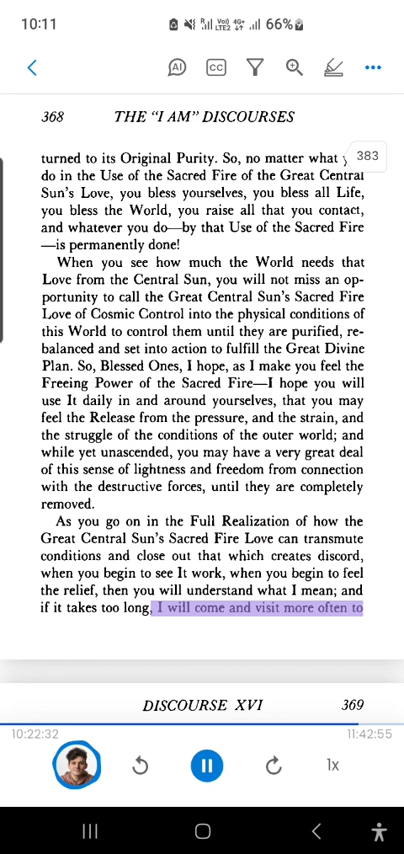 10:11
R Vo)) 4G+ LTE2 66%
AI CC
368 THE “I AM” DISCOURSES
383
turned to its Original Purity. So, no matter what y
do in the Use of the Sacred Fire of the Great Central
Sun’s Love, you bless yourselves, you bless all Life,
you bless the World, you raise all that you contact,
and whatever you do—by that Use of the Sacred Fire
—is permanently done!
When you see how much the World needs that
Love from the Central Sun, you will not miss an op-
portunity to call the Great Central Sun’s Sacred Fire
Love of Cosmic Control into the physical conditions of
this World to control them until they are purified, re-
balanced and set into action to fulfill the Great Divine
Plan. So, Blessed Ones, I hope, as I make you feel the
Freeing Power of the Sacred Fire—I hope you will
use It daily in and around yourselves, that you may
feel the Release from the pressure, and the strain, and
the struggle of the conditions of the outer world; and
while yet unascended, you may have a very great deal
of this sense of lightness and freedom from connection
with the destructive forces, until they are completely
removed.
As you go on in the Full Realization of how the
Great Central Sun’s Sacred Fire Love can transmute
conditions and close out that which creates discord,
when you begin to see It work, when you begin to feel
the relief, then you will understand what I mean; and
if it takes too long, I will come and visit more often to
DISCOURSE XVI 369
10:22:32 11:42:55
1x